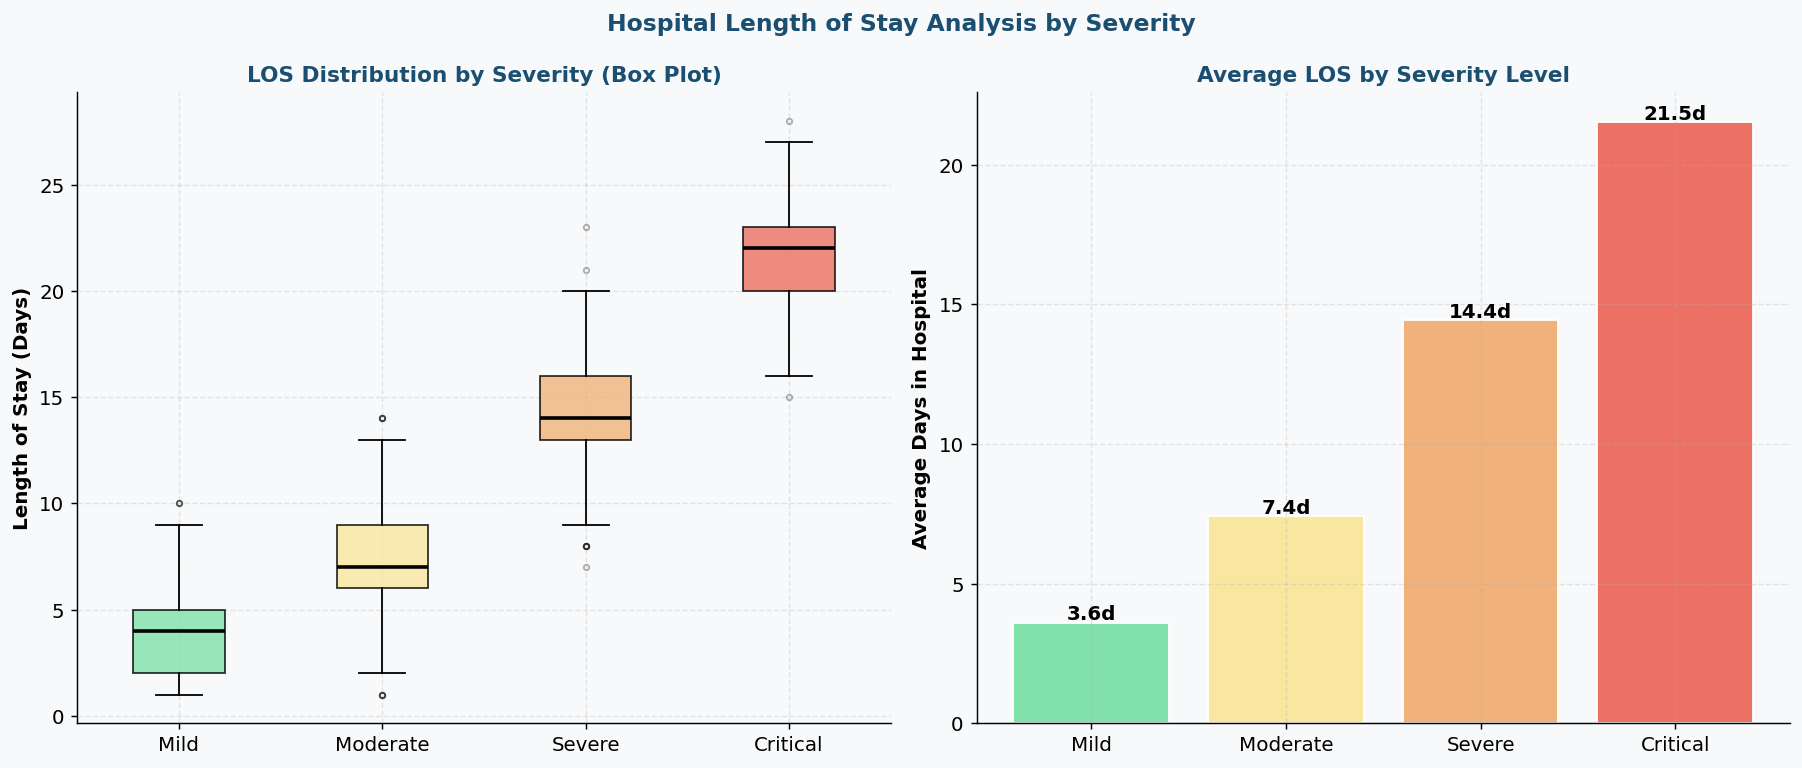 Hospital Length of Stay Analysis by Severity
LOS Distribution by Severity (Box Plot)
Length of Stay (Days)
25
20
15
10
5
0
Mild
Moderate
Severe
Critical
Average LOS by Severity Level
Average Days in Hospital
20
15
10
5
0
3.6d
7.4d
14.4d
21.5d
Mild
Moderate
Severe
Critical